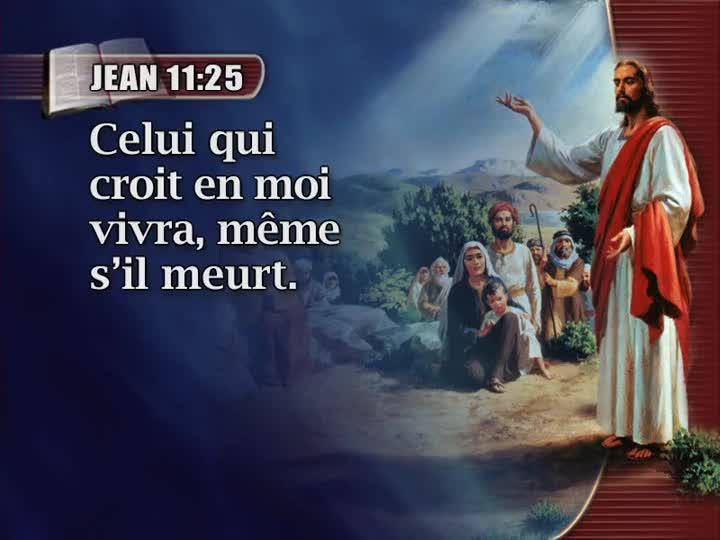 JEAN 11:25
Celui qui
croit en moi
vivra, même
s'il meurt.